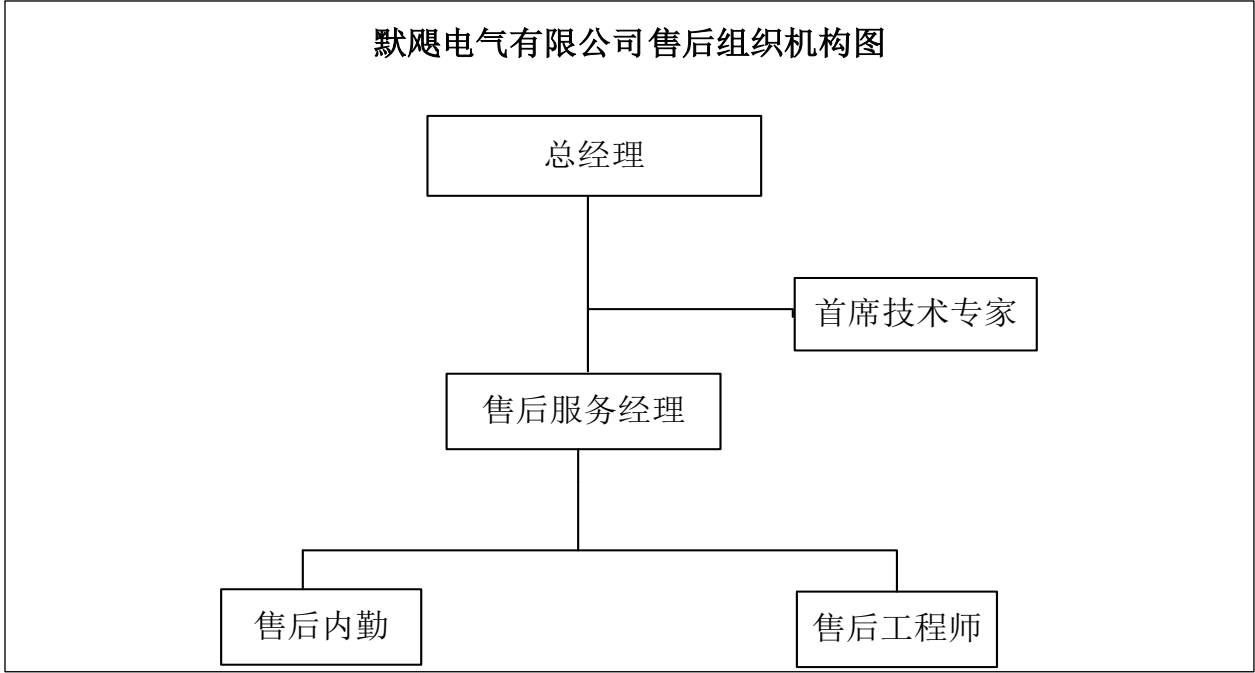 默飓电气有限公司售后组织机构图
总经理
首席技术专家
售后服务经理
售后内勤
售后工程师